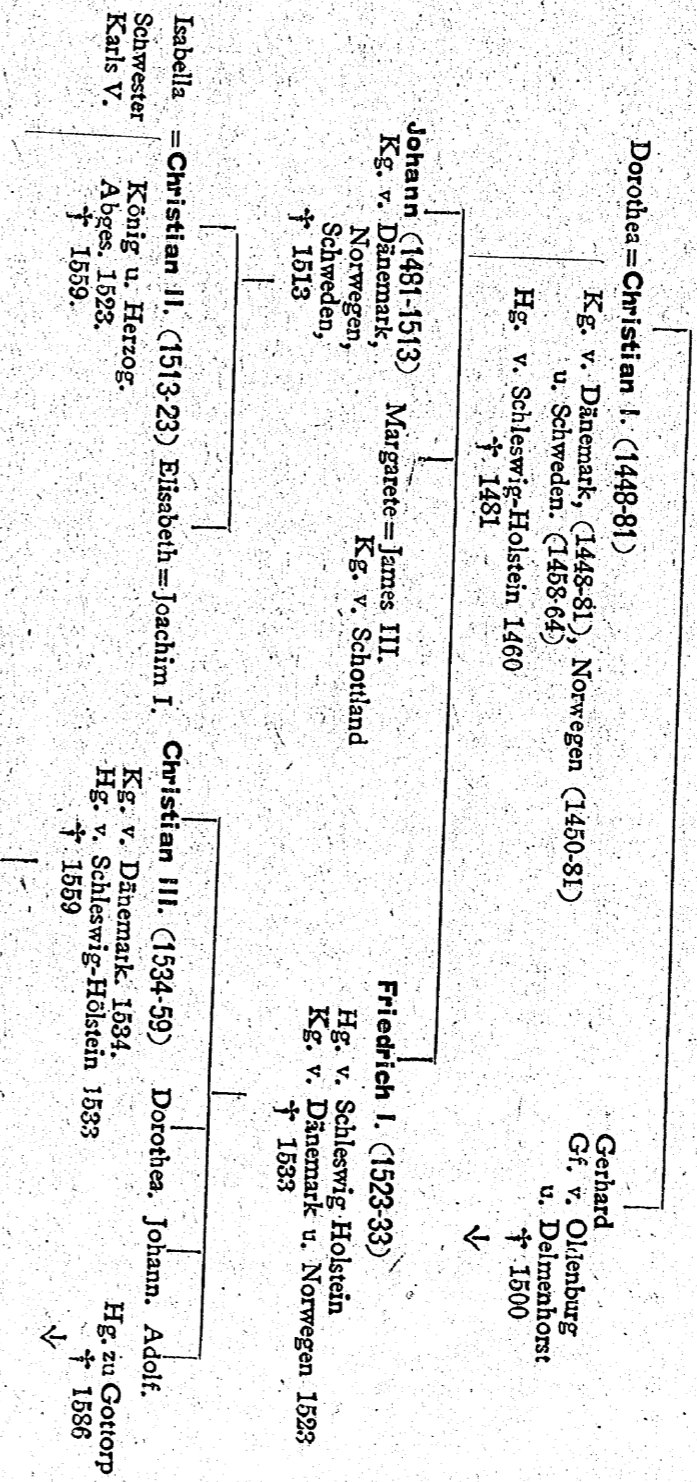 Dorothea=Christian I. (1448-81)
Kg. v. Dänemark, (1448-81), Norwegen (1450-81)
u. Schweden. (1458-64)
Hg. v. Schleswig-Holstein 1460
† 1481
Gerhard
Gf. v. Oldenburg
u. Delmenhorst
† 1500
↓
Johann (1481-1513)
Kg. v. Dänemark,
Norwegen,
Schweden,
† 1513
Margarete=James III.
Kg. v. Schottland
Friedrich I. (1523-33)
Hg. v. Schleswig Holstein
Kg. v. Dänemark u. Norwegen 1523
† 1533
Isabella
Schwester
Karls V.
=Christian II. (1513-23)
König u. Herzog.
Abges. 1523.
† 1559.
Elisabeth=Joachim I.
Christian III. (1534-59)
Kg. v. Dänemark. 1534.
Hg. v. Schleswig-Holstein 1533
† 1559
Dorothea.
Johann.
Adolf.
Hg. zu Gottorp
† 1586
↓